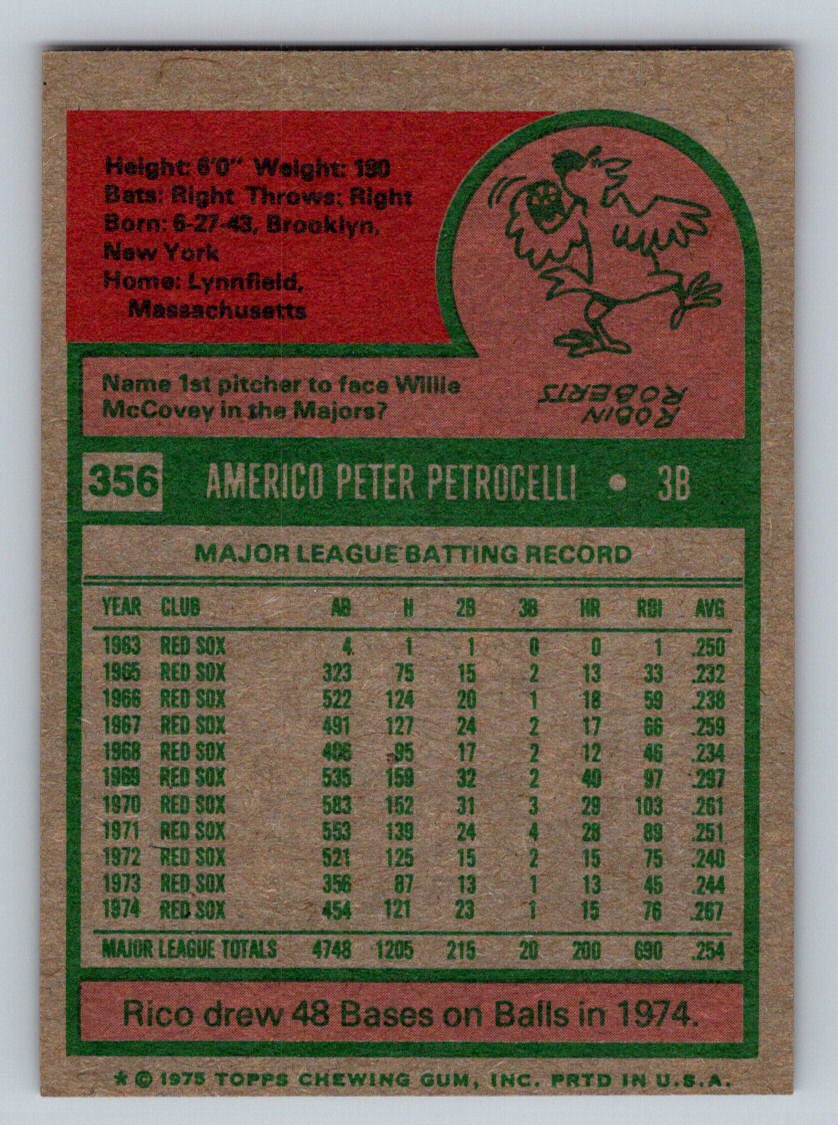 Height: 6'0" Weight: 190
Bats: Right Throws: Right
Born: 6-27-43, Brooklyn,
New York
Home: Lynnfield,
Massachusetts
Name 1st pitcher to face Willie
McCovey in the Majors?
ROBIN
ROBERTS
356 AMERICO PETER PETROCELLI • 3B
MAJOR LEAGUE BATTING RECORD
YEAR CLUB AB H 2B 3B HR RBI AVG
1963 RED SOX 4 1 1 0 0 1 .250
1965 RED SOX 323 75 15 2 13 33 .232
1966 RED SOX 522 124 20 1 18 59 .238
1967 RED SOX 491 127 24 2 17 66 .259
1968 RED SOX 406 95 17 2 12 46 .234
1969 RED SOX 535 159 32 2 40 97 .297
1970 RED SOX 583 152 31 3 29 103 .261
1971 RED SOX 553 139 24 4 28 89 .251
1972 RED SOX 521 125 15 2 15 75 .240
1973 RED SOX 356 87 13 1 13 45 .244
1974 RED SOX 454 121 23 1 15 76 .267
MAJOR LEAGUE TOTALS 4748 1205 215 20 200 690 .254
Rico drew 48 Bases on Balls in 1974.
* © 1975 TOPPS CHEWING GUM, INC. PRTD IN U.S.A.